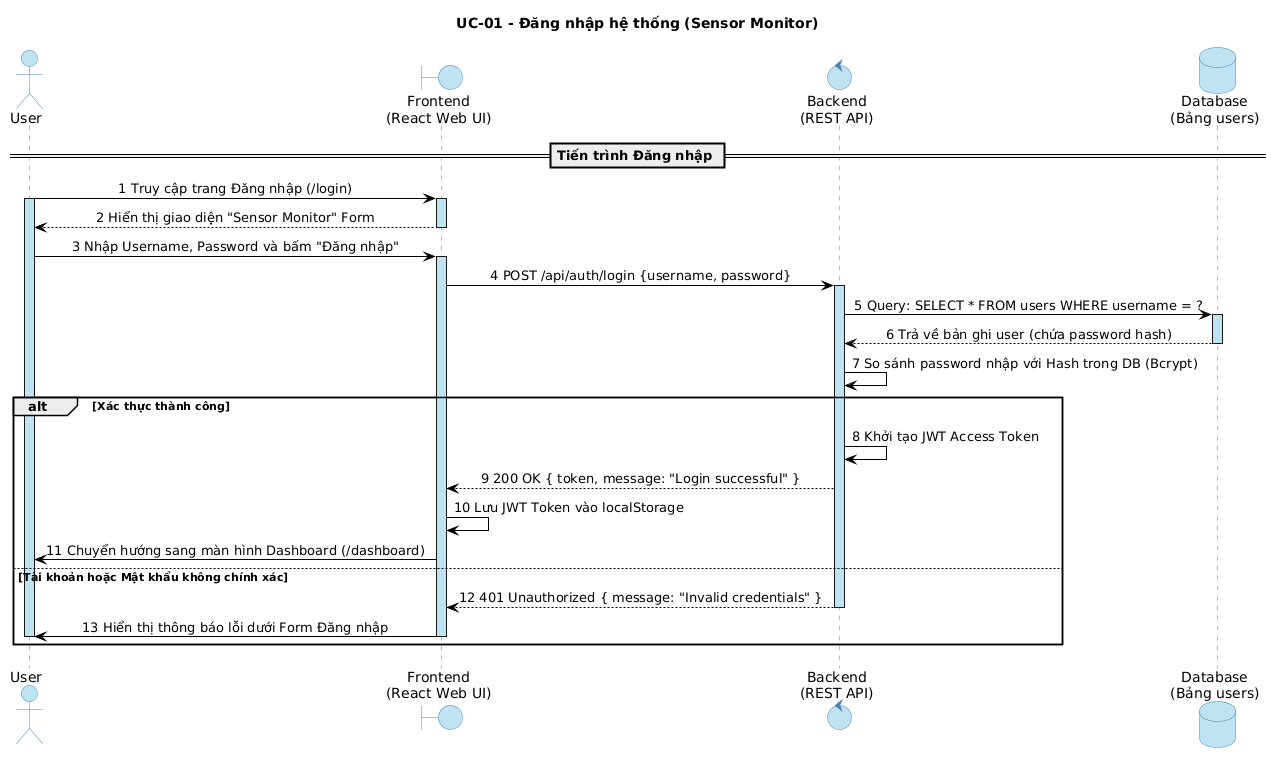 UC-01 - Đăng nhập hệ thống (Sensor Monitor)
User
Frontend
(React Web UI)
Backend
(REST API)
Database
(Bảng users)
Tiến trình Đăng nhập
1 Truy cập trang Đăng nhập (/login)
2 Hiển thị giao diện "Sensor Monitor" Form
3 Nhập Username, Password và bấm "Đăng nhập"
4 POST /api/auth/login {username, password}
5 Query: SELECT * FROM users WHERE username = ?
6 Trả về bản ghi user (chứa password hash)
7 So sánh password nhập với Hash trong DB (Bcrypt)
alt
[Xác thực thành công]
8 Khởi tạo JWT Access Token
9 200 OK { token, message: "Login successful" }
10 Lưu JWT Token vào localStorage
11 Chuyển hướng sang màn hình Dashboard (/dashboard)
[Tài khoản hoặc Mật khẩu không chính xác]
12 401 Unauthorized { message: "Invalid credentials" }
13 Hiển thị thông báo lỗi dưới Form Đăng nhập
User
Frontend
(React Web UI)
Backend
(REST API)
Database
(Bảng users)